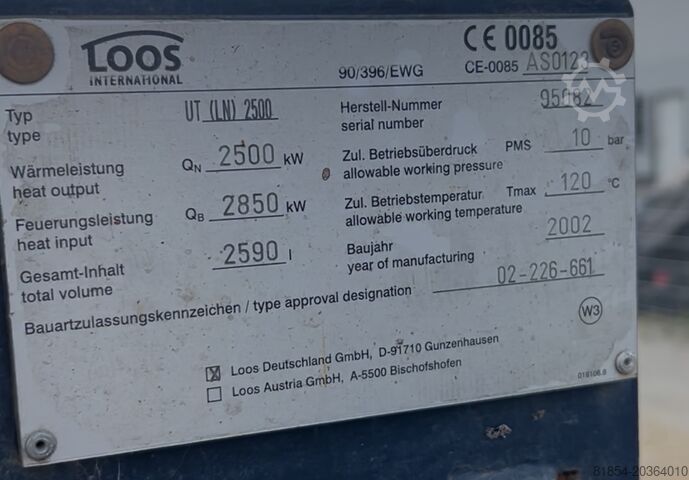 LOOS
INTERNATIONAL
90/396/EWG
CE 0085
CE-0085 AS0123
Typ UT (LN) 2500
type
Herstell-Nummer 95082
serial number
Wärmeleistung QN 2500 kW
heat output
Zul. Betriebsüberdruck PMS 10 bar
allowable working pressure
Feuerungsleistung QB 2850 kW
heat input
Zul. Betriebstemperatur Tmax 120 °C
allowable working temperature
Gesamt-Inhalt 2590 l
total volume
Baujahr 2002
year of manufacturing
Bauartzulassungskennzeichen / type approval designation 02-226-661
W3
Loos Deutschland GmbH, D-91710 Gunzenhausen
Loos Austria GmbH, A-5500 Bischofshofen
81854-20364010